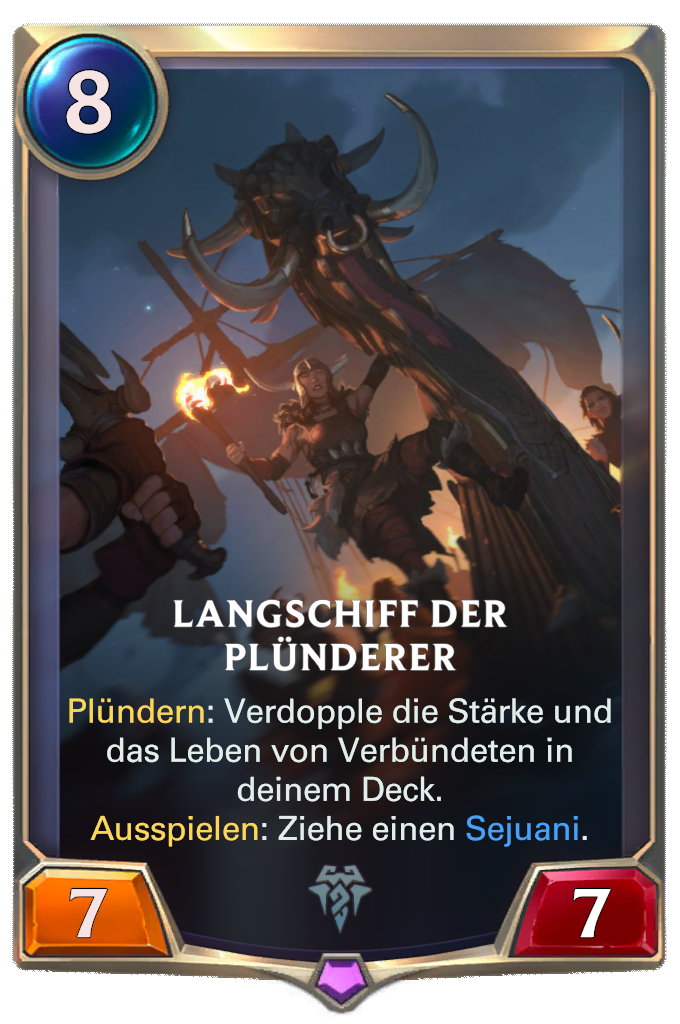 8
LANGSCHIFF DER
PLÜNDERER
Plündern: Verdopple die Stärke und
das Leben von Verbündeten in
deinem Deck.
Ausspielen: Ziehe einen Sejuani.
7
7